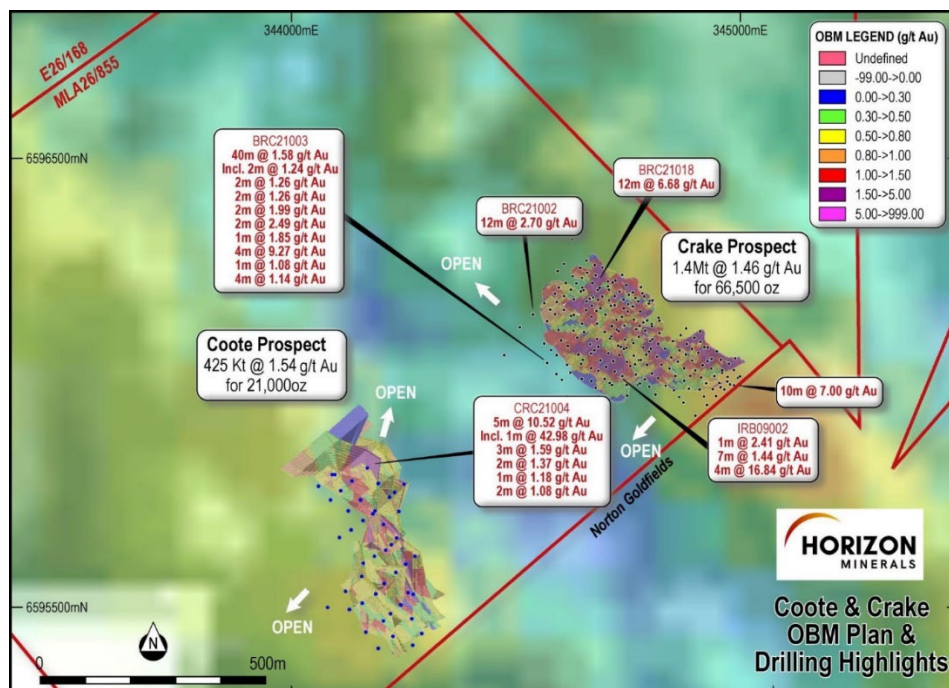 344000mE
345000mE
E26/168
MLA26/855
6596500mN
OBM LEGEND (g/t Au)
Undefined
-99.00->0.00
0.00->0.30
0.30->0.50
0.50->0.80
0.80->1.00
1.00->1.50
1.50->5.00
5.00->999.00
BRC21003
40m @ 1.58 g/t Au
Incl. 2m @ 1.24 g/t Au
2m @ 1.26 g/t Au
2m @ 1.26 g/t Au
2m @ 1.99 g/t Au
2m @ 2.49 g/t Au
1m @ 1.85 g/t Au
4m @ 9.27 g/t Au
1m @ 1.08 g/t Au
4m @ 1.14 g/t Au
BRC21018
12m @ 6.68 g/t Au
BRC21002
12m @ 2.70 g/t Au
OPEN
Crake Prospect
1.4Mt @ 1.46 g/t Au
for 66,500 oz
Coote Prospect
425 Kt @ 1.54 g/t Au
for 21,000oz
OPEN
CRC21004
5m @ 10.52 g/t Au
Incl. 1m @ 42.98 g/t Au
3m @ 1.59 g/t Au
2m @ 1.37 g/t Au
1m @ 1.18 g/t Au
2m @ 1.08 g/t Au
10m @ 7.00 g/t Au
OPEN
IRB09002
1m @ 2.41 g/t Au
7m @ 1.44 g/t Au
4m @ 16.84 g/t Au
Norton Goldfields
HORIZON
MINERALS
6595500mN
OPEN
Coote & Crake
OBM Plan &
Drilling Highlights
N
0
500m